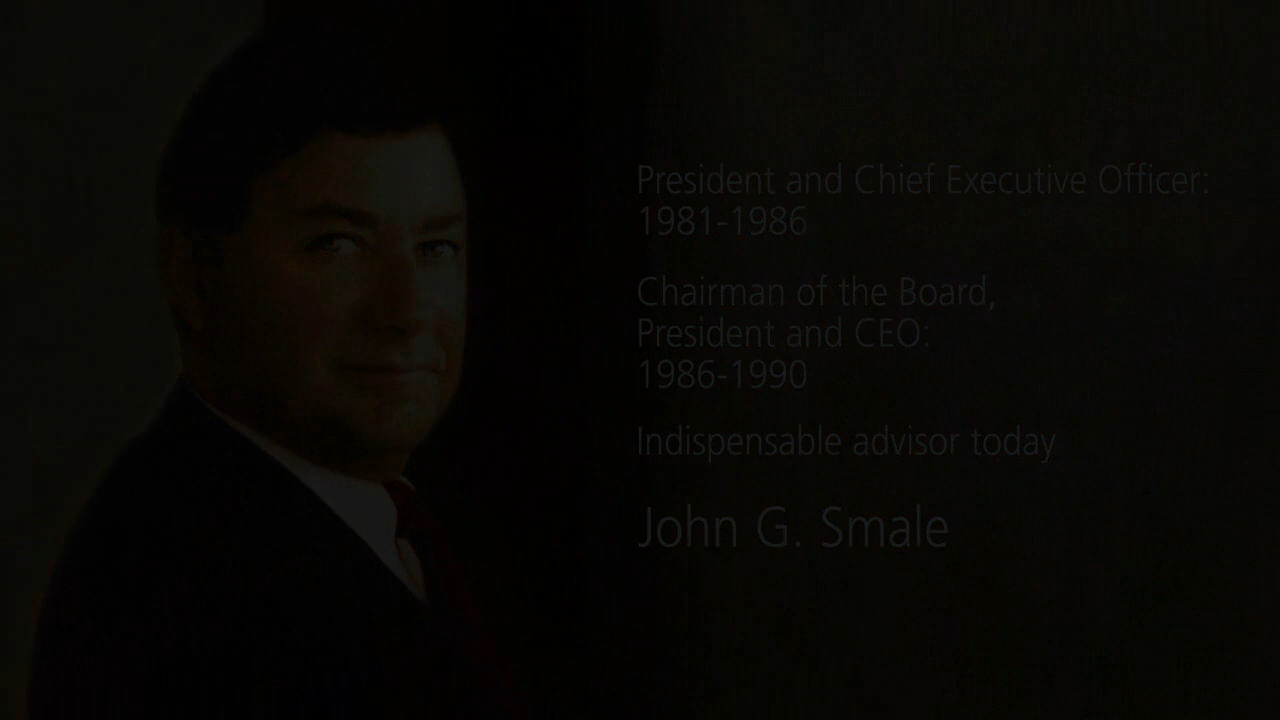 President and Chief Executive Officer:
1981-1986
Chairman of the Board,
President and CEO:
1986-1990
Indispensable advisor today
John G. Smale